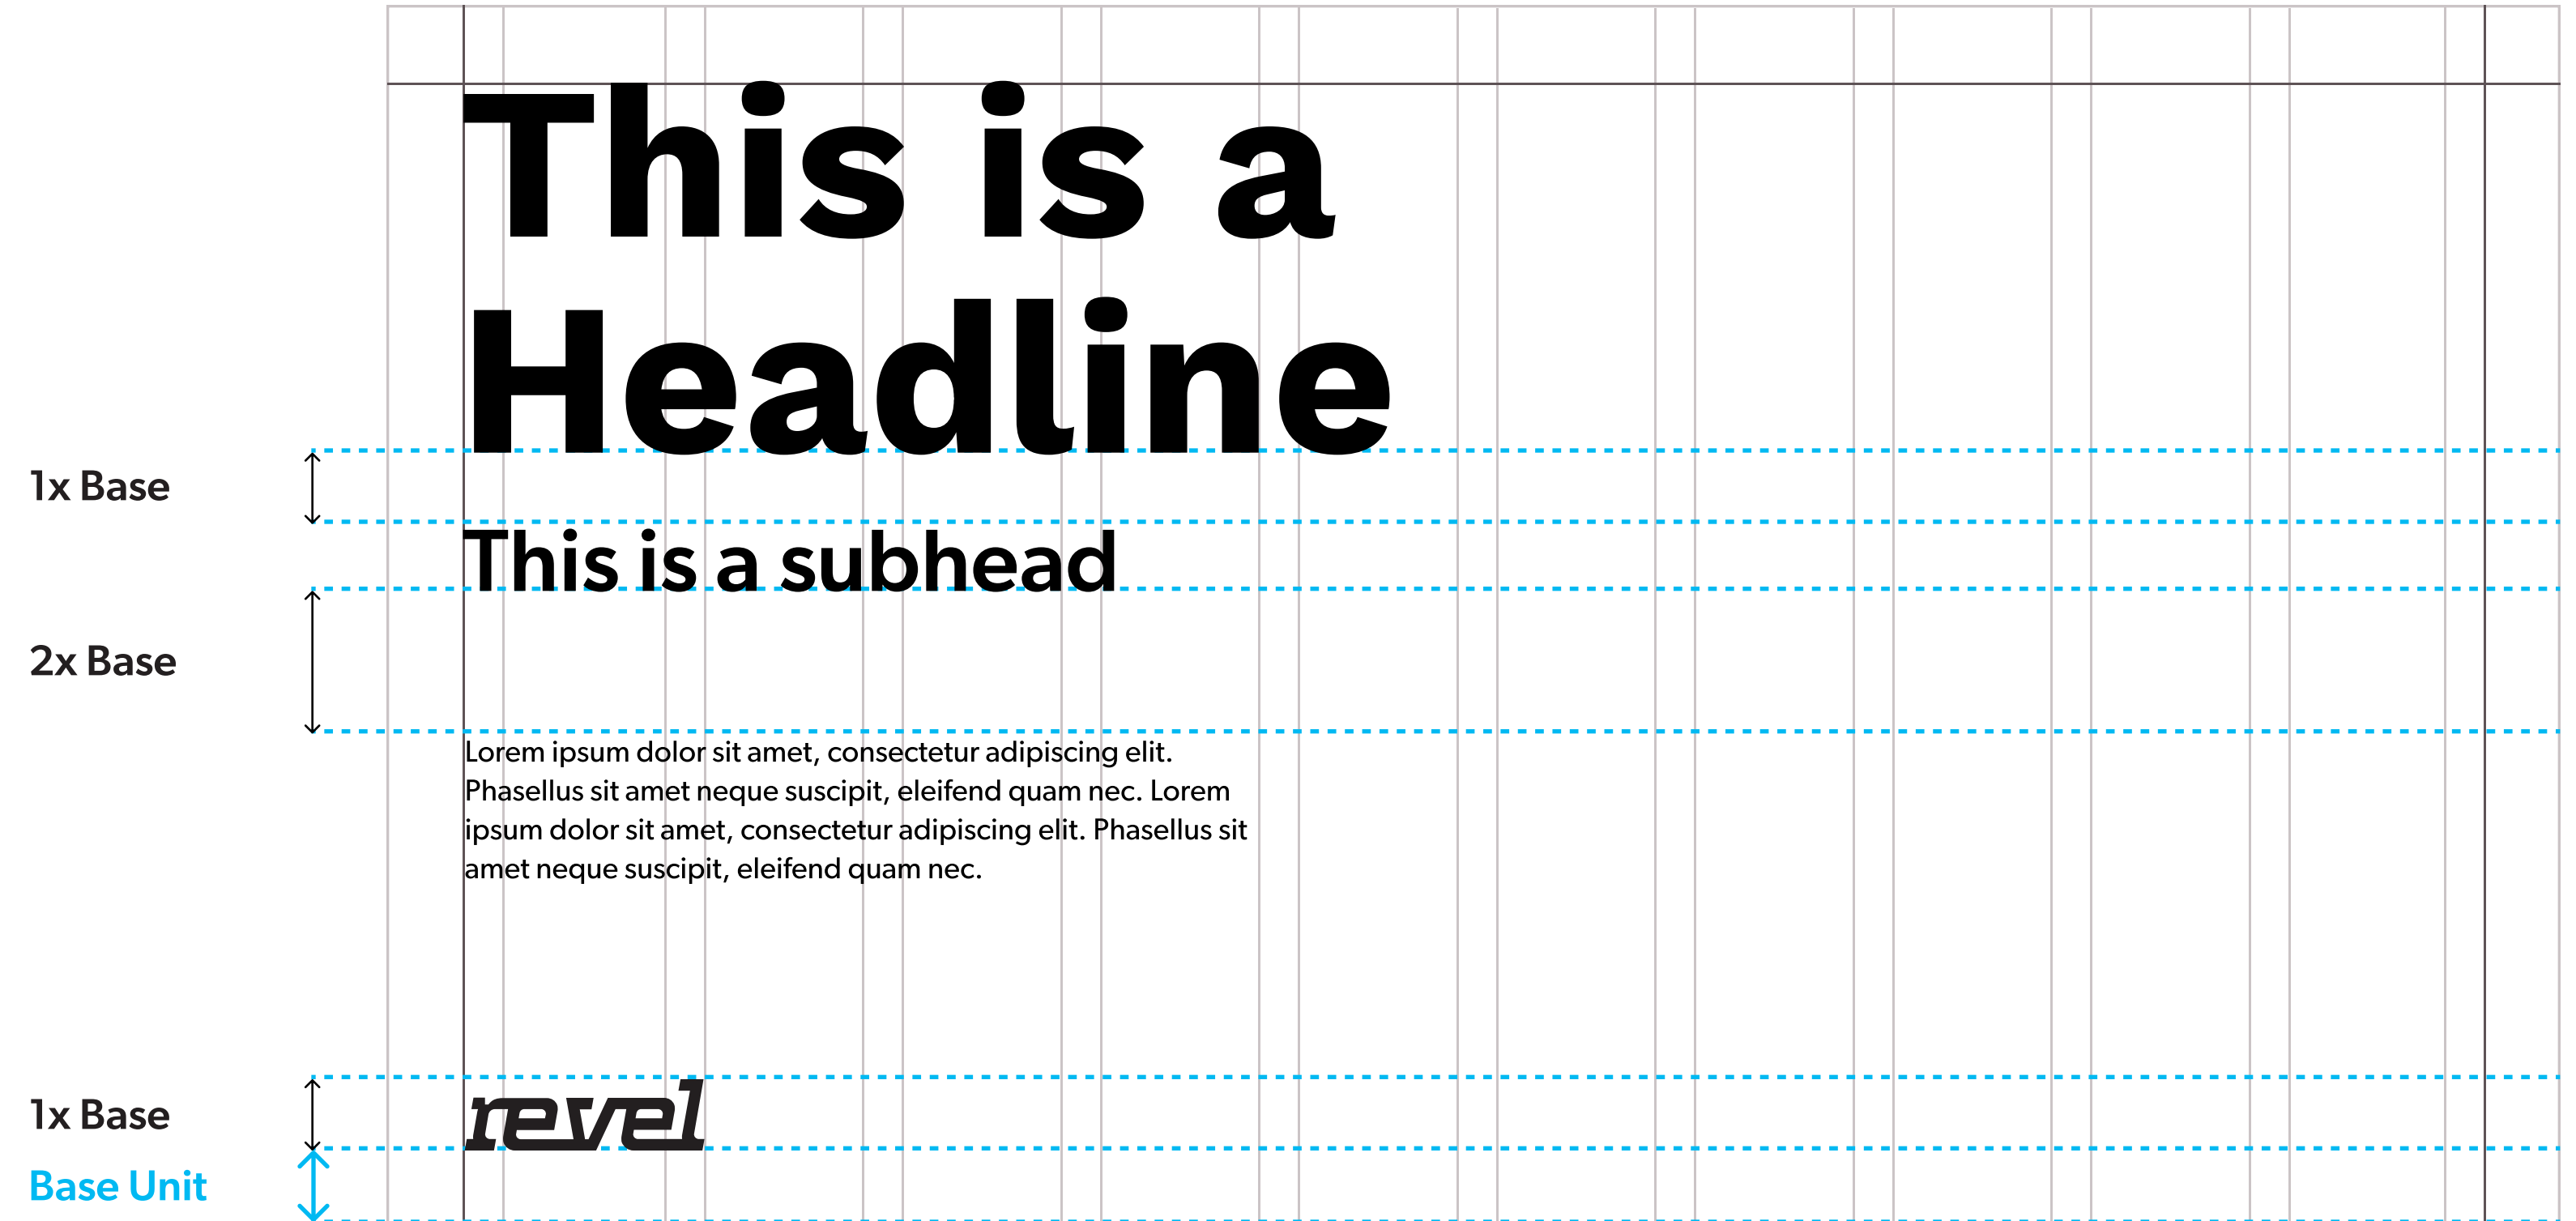 This is a
Headline
1x Base
This is a subhead
2x Base
Lorem ipsum dolor sit amet, consectetur adipiscing elit.
Phasellus sit amet neque suscipit, eleifend quam nec. Lorem
ipsum dolor sit amet, consectetur adipiscing elit. Phasellus sit
amet neque suscipit, eleifend quam nec.
1x Base
revel
Base Unit